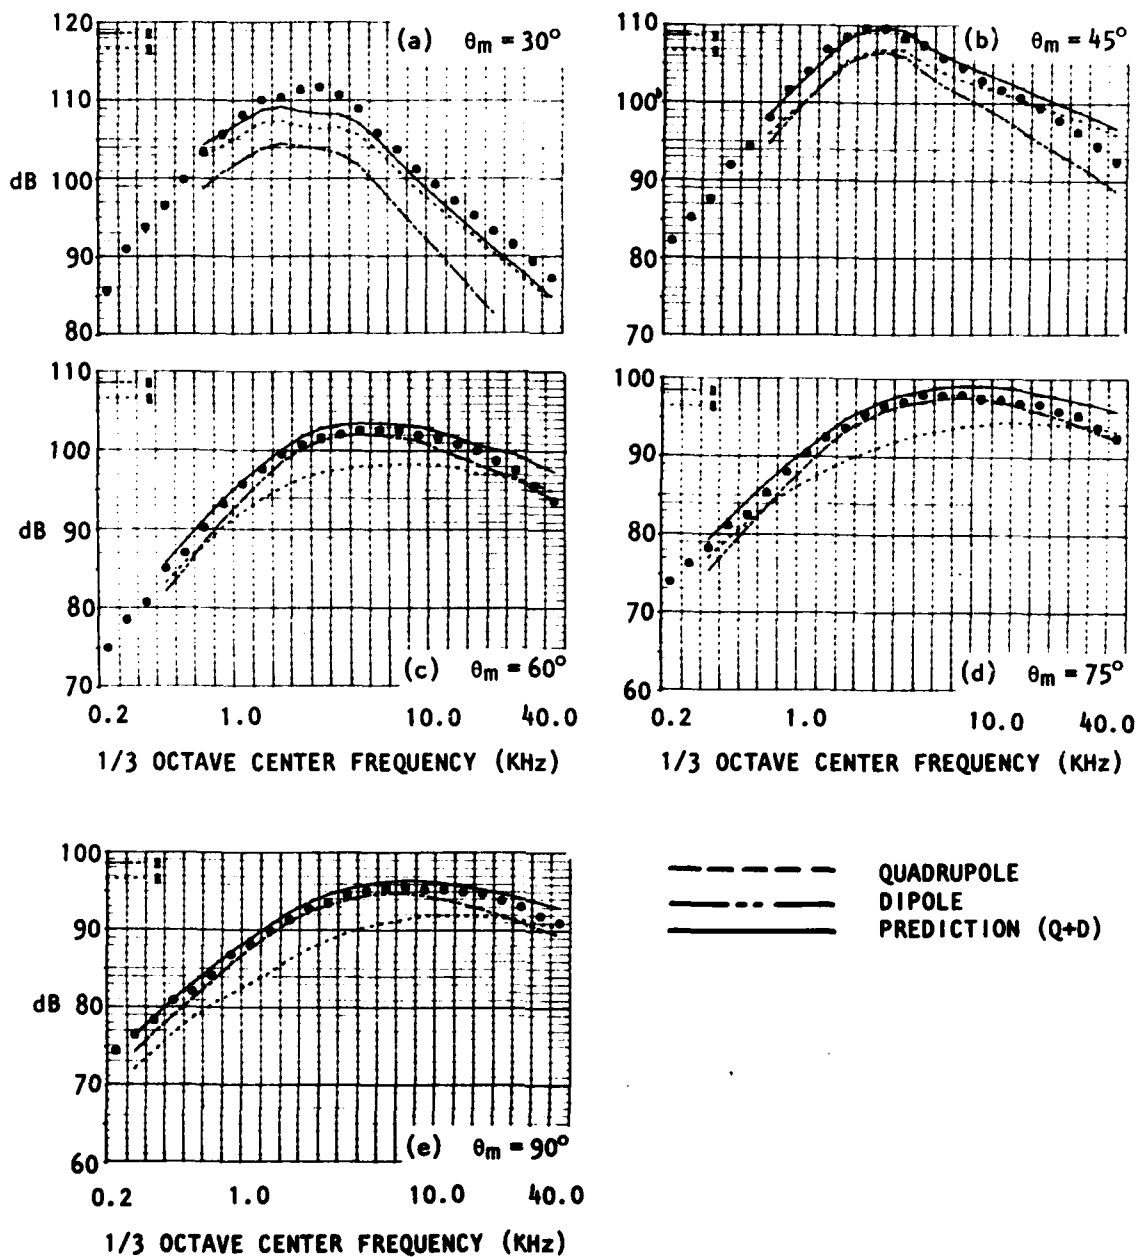 120
110
100
90
80
dB
(a) θm = 30°
110
100
90
80
70
(b) θm = 45°
110
100
90
80
70
dB
(c) θm = 60°
0.2 1.0 10.0 40.0
1/3 OCTAVE CENTER FREQUENCY (KHz)
100
90
80
70
60
(d) θm = 75°
0.2 1.0 10.0 40.0
1/3 OCTAVE CENTER FREQUENCY (KHz)
100
90
80
70
60
dB
(e) θm = 90°
0.2 1.0 10.0 40.0
1/3 OCTAVE CENTER FREQUENCY (KHz)
QUADRUPOLE
DIPOLE
PREDICTION (Q+D)